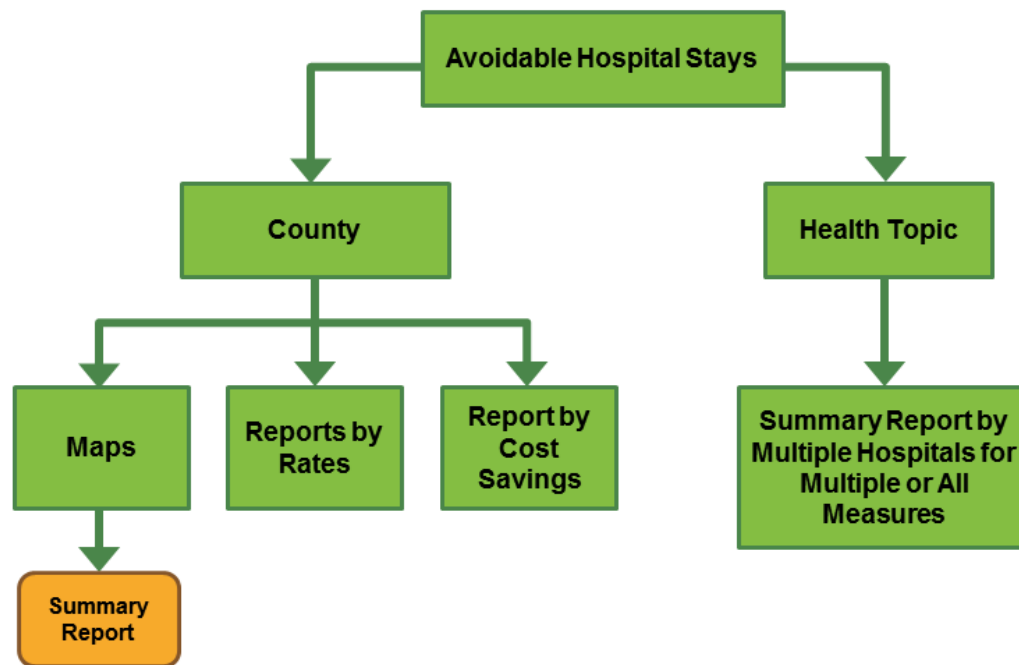 Avoidable Hospital Stays
County
Health Topic
Maps
Reports by
Rates
Report by
Cost
Savings
Summary Report by
Multiple Hospitals for
Multiple or All
Measures
Summary
Report